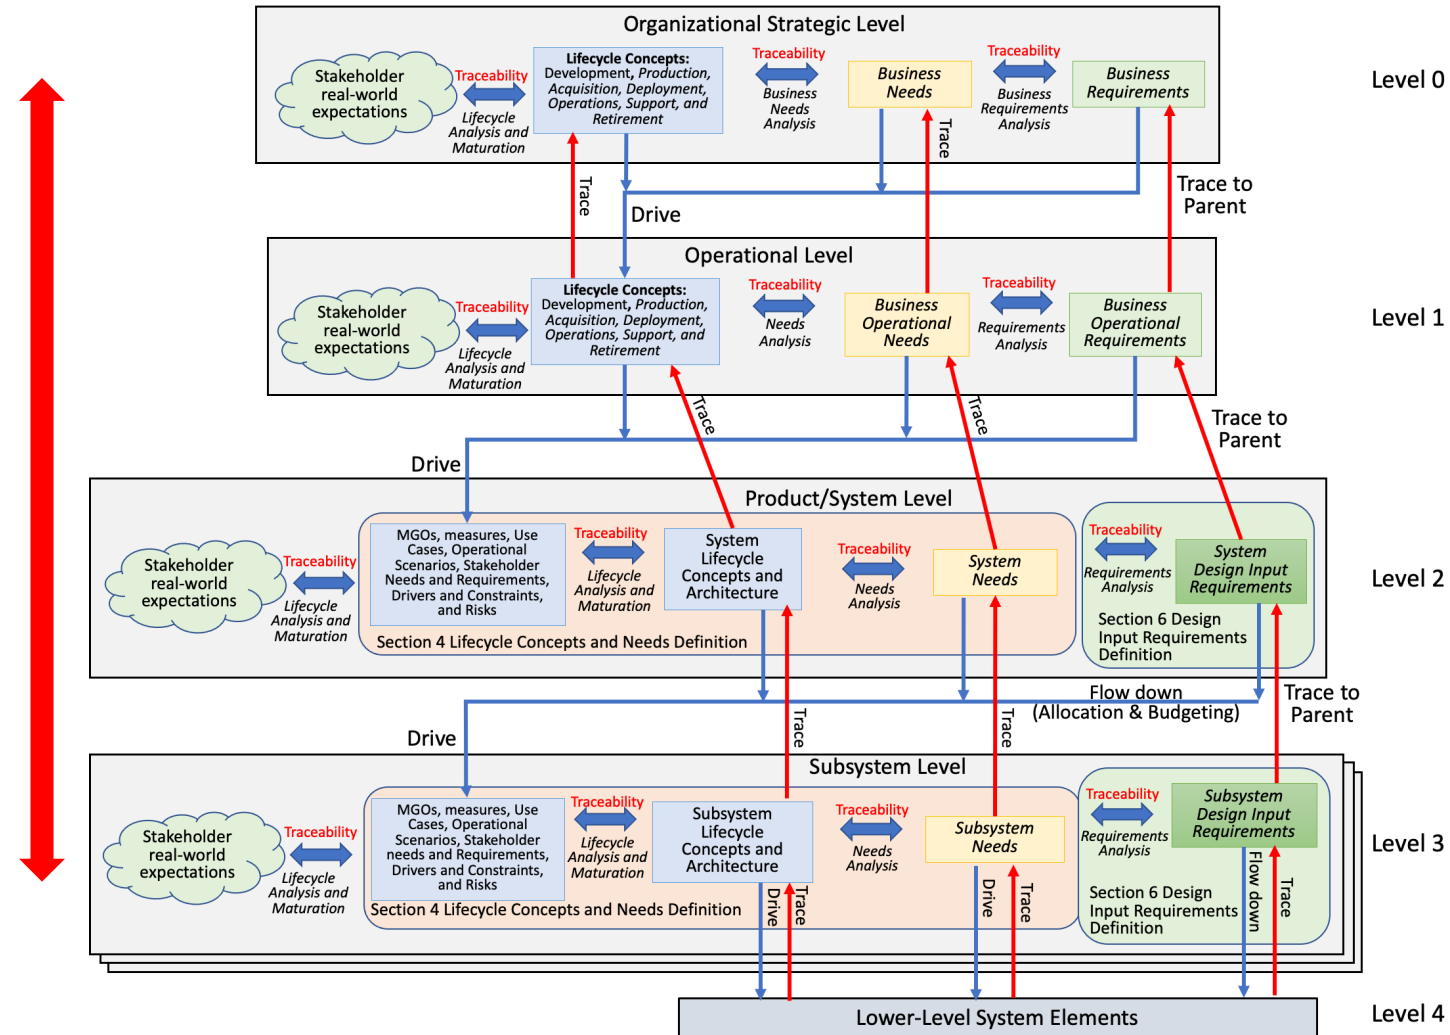 Organizational Strategic Level
Level 0
Stakeholder
real-world
expectations
Traceability
Lifecycle
Analysis and
Maturation
Lifecycle Concepts:
Development, Production,
Acquisition, Deployment,
Operations, Support, and
Retirement
Traceability
Business
Needs
Analysis
Business
Needs
Traceability
Business
Requirements
Analysis
Business
Requirements
Trace
Trace
Trace to
Parent
Drive
Operational Level
Level 1
Stakeholder
real-world
expectations
Traceability
Lifecycle
Analysis and
Maturation
Lifecycle Concepts:
Development, Production,
Acquisition, Deployment,
Operations, Support, and
Retirement
Traceability
Needs
Analysis
Business
Operational
Needs
Traceability
Requirements
Analysis
Business
Operational
Requirements
Trace
Trace
Trace to
Parent
Drive
Product/System Level
Level 2
Stakeholder
real-world
expectations
Traceability
Lifecycle
Analysis and
Maturation
MGOs, measures, Use
Cases, Operational
Scenarios, Stakeholder
Needs and Requirements,
Drivers and Constraints,
and Risks
Traceability
Lifecycle
Analysis and
Maturation
System
Lifecycle
Concepts and
Architecture
Traceability
Needs
Analysis
System
Needs
Section 4 Lifecycle Concepts and Needs Definition
Traceability
Requirements
Analysis
System
Design Input
Requirements
Section 6 Design
Input Requirements
Definition
Flow down
(Allocation & Budgeting)
Trace
Trace
Trace to
Parent
Drive
Subsystem Level
Level 3
Stakeholder
real-world
expectations
Traceability
Lifecycle
Analysis and
Maturation
MGOs, measures, Use
Cases, Operational
Scenarios, Stakeholder
needs and Requirements,
Drivers and Constraints,
and Risks
Traceability
Lifecycle
Analysis and
Maturation
Subsystem
Lifecycle
Concepts and
Architecture
Traceability
Needs
Analysis
Subsystem
Needs
Section 4 Lifecycle Concepts and Needs Definition
Traceability
Requirements
Analysis
Subsystem
Design Input
Requirements
Section 6 Design
Input Requirements
Definition
Drive
Trace
Drive
Trace
Flow down
Trace
Lower-Level System Elements
Level 4